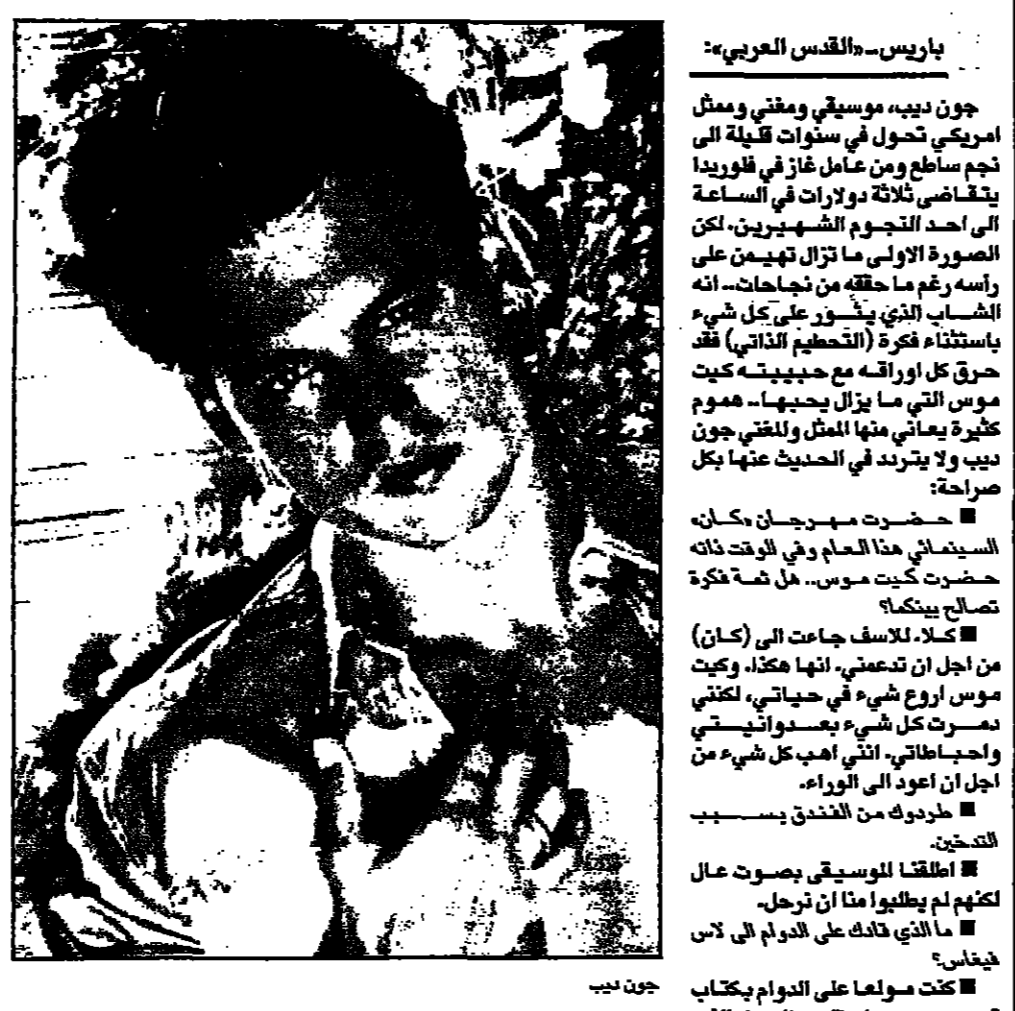 باريس ـ «القدس العربي»:
جون ديب، موسيقي ومغني وممثل
امريكي تحول في سنوات قليلة الى
نجم ساطع ومن عامل غاز في فلوريدا
يتقاضى ثلاثة دولارات في الساعة
الى احد النجوم الشهيرين. لكن
الصورة الاولى ما تزال تهيمن على
رأسه رغم ما حققه من نجاحات.. انه
الشاب الذي يثور على كل شيء
باستثناء فكرة (التحطيم الذاتي) فقد
حرق كل اوراقه مع حبيبته كيت
موس التي ما يزال يحبها.. هموم
كثيرة يعاني منها الممثل والمغني جون
ديب ولا يتردد في الحديث عنها بكل
صراحة:
■ حضرت مهرجان «كان»
السينمائي هذا العام وفي الوقت ذاته
حضرت كيت موس.. هل ثمة فكرة
تصالح بينكما؟
■ كلا، للاسف جاءت الى (كان)
من اجل ان تدعمني. انها هكذا. وكيت
موس اروع شيء في حياتي، لكنني
دمرت كل شيء بعدوانيتي
واحباطاتي. انني اهب كل شيء من
اجل ان اعود الى الوراء.
■ طردوك من الفندق بسبب
التدخين.
■ اطلقنا الموسيقى بصوت عال
لكنهم لم يطلبوا منا ان نرحل.
■ ما الذي قادك على الدوام الى لاس
فيغاس؟
■ كنت مولعا على الدوام بكتاب
جون ديب